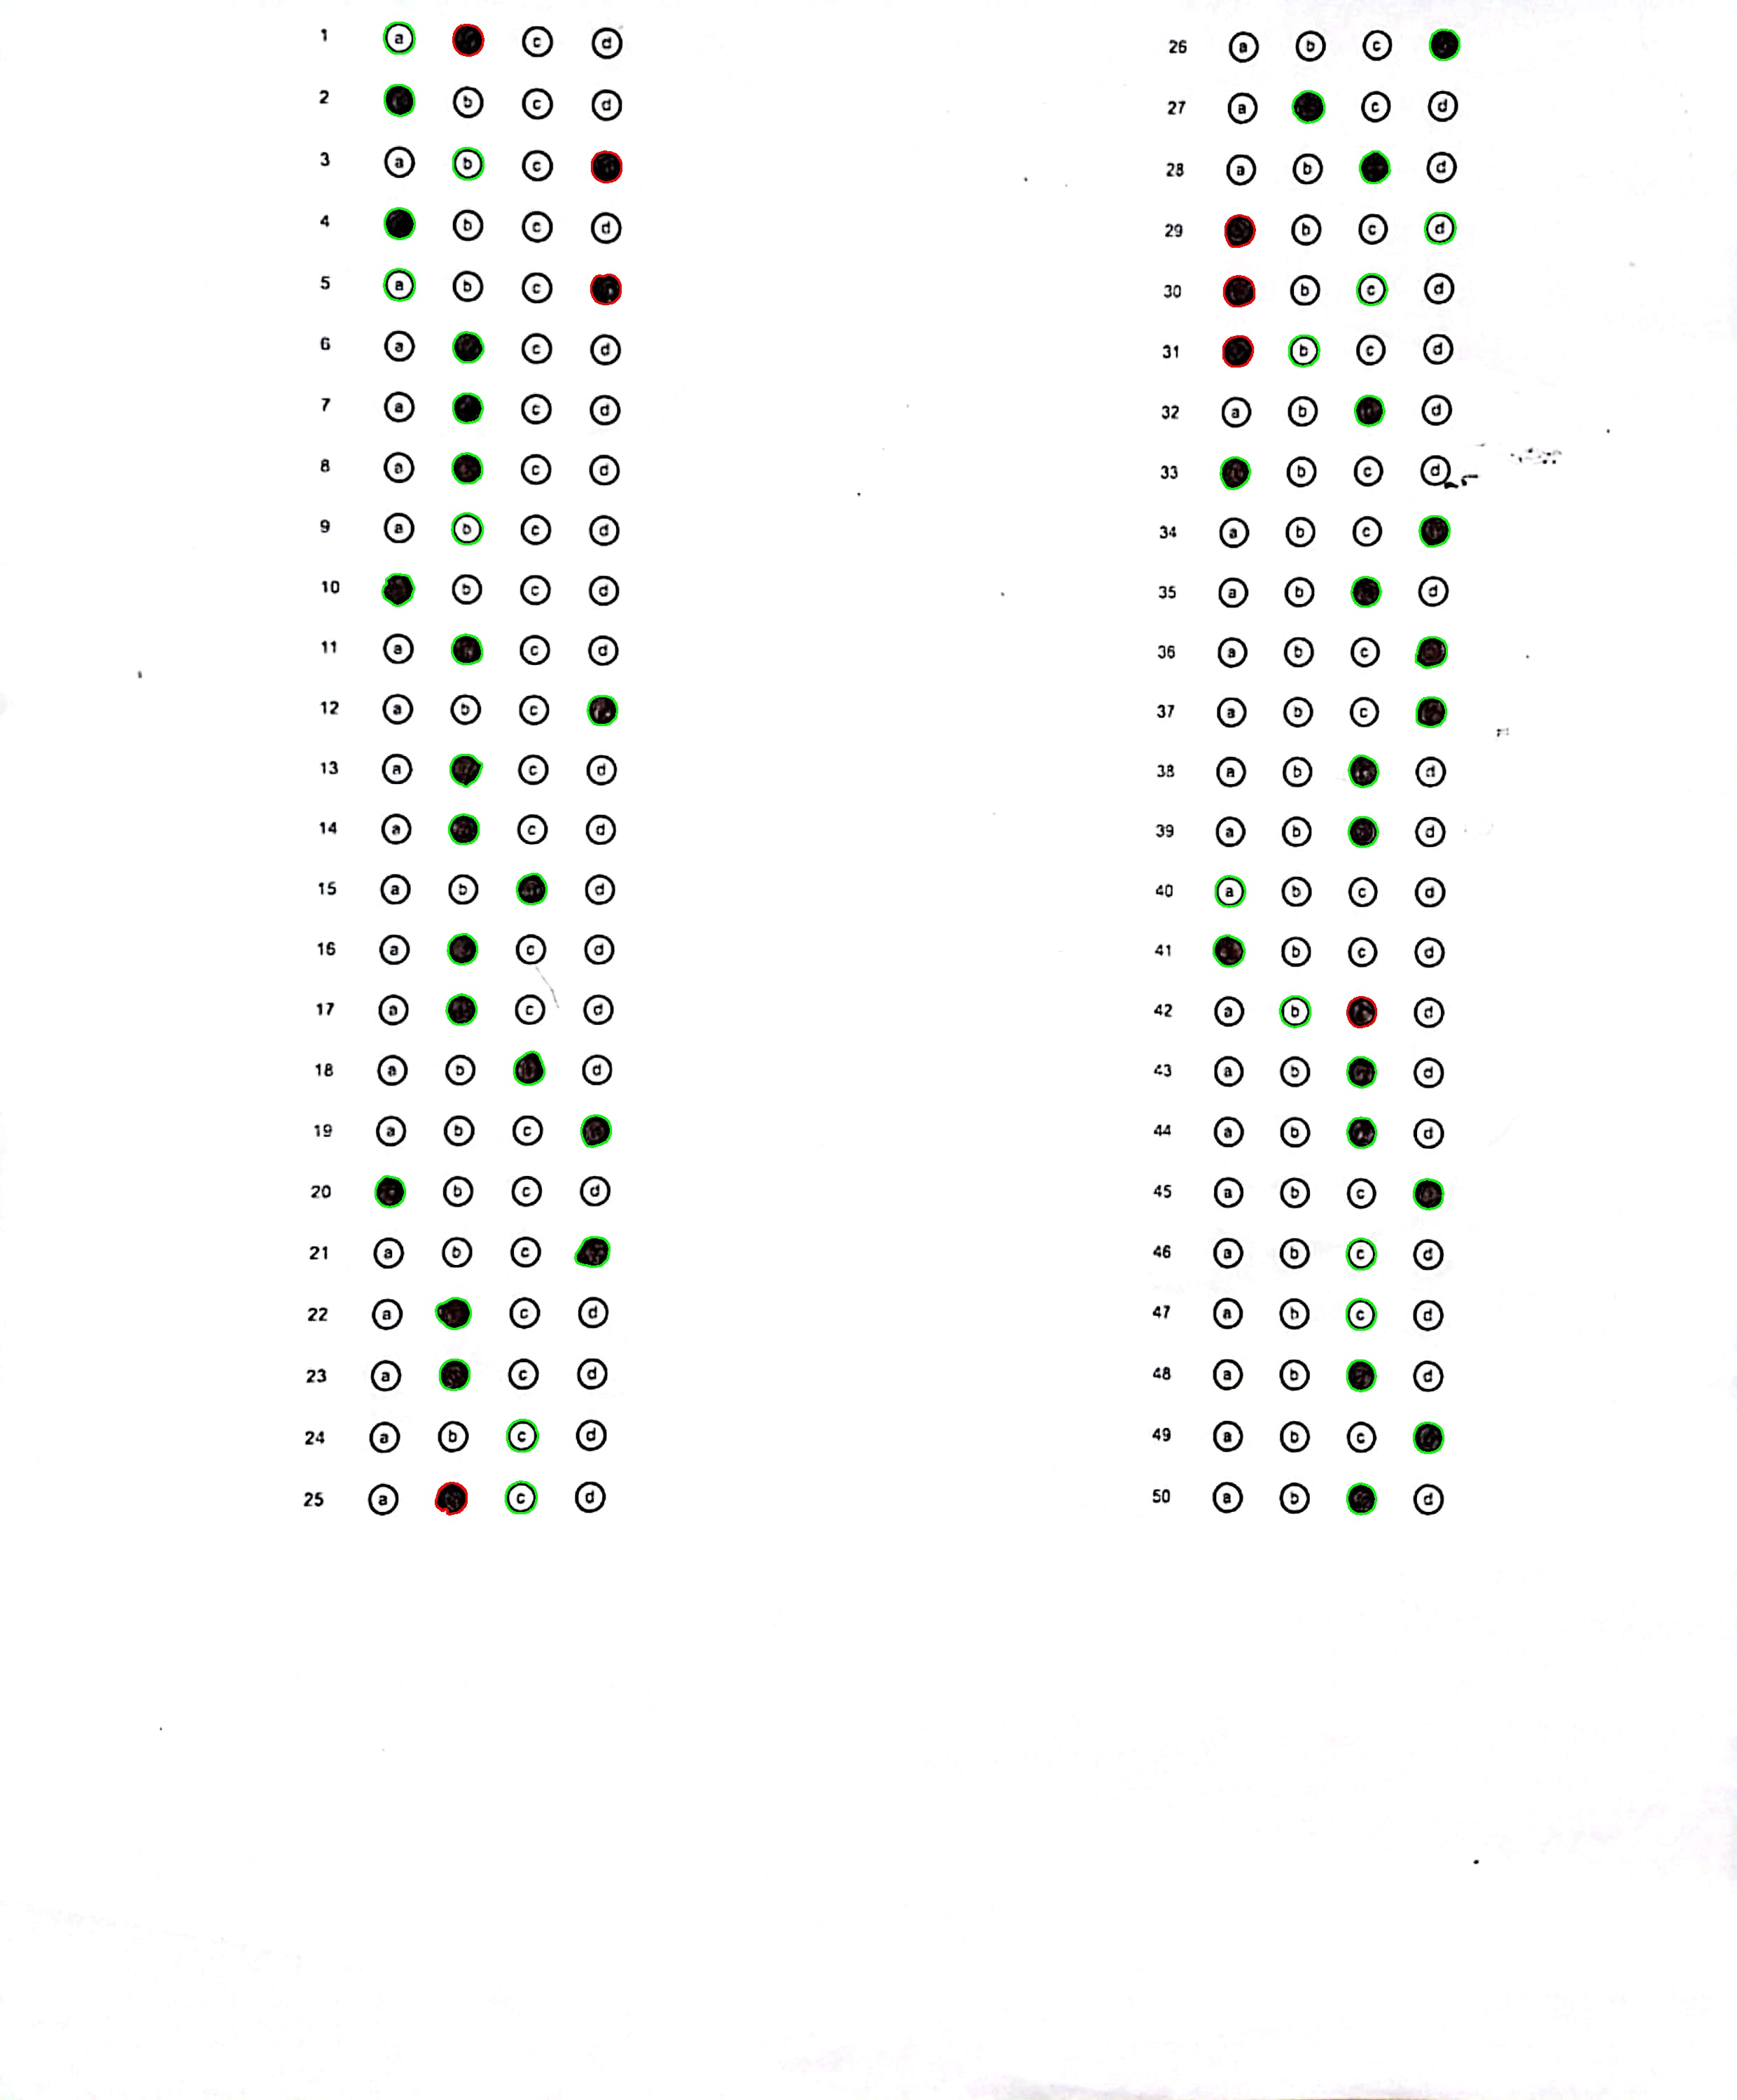 1 a c d
2 b c d
3 a b c
4 b c d
5 a b c
6 a c d
7 a c d
8 a c d
9 a b c d
10 b c d
11 a c d
12 a b c
13 a c d
14 a c d
15 a b d
16 a c d
17 a c d
18 a b d
19 a b c
20 b c d
21 a b c
22 a c d
23 a c d
24 a b c d
25 a c d
26 a b c
27 a c d
28 a b d
29 b c d
30 b c d
31 b c d
32 a b d
33 b c d
34 a b c
35 a b d
36 a b c
37 a b c
38 a b d
39 a b d
40 a b c d
41 b c d
42 a b d
43 a b d
44 a b d
45 a b c
46 a b c d
47 a b c d
48 a b d
49 a b c
50 a b d